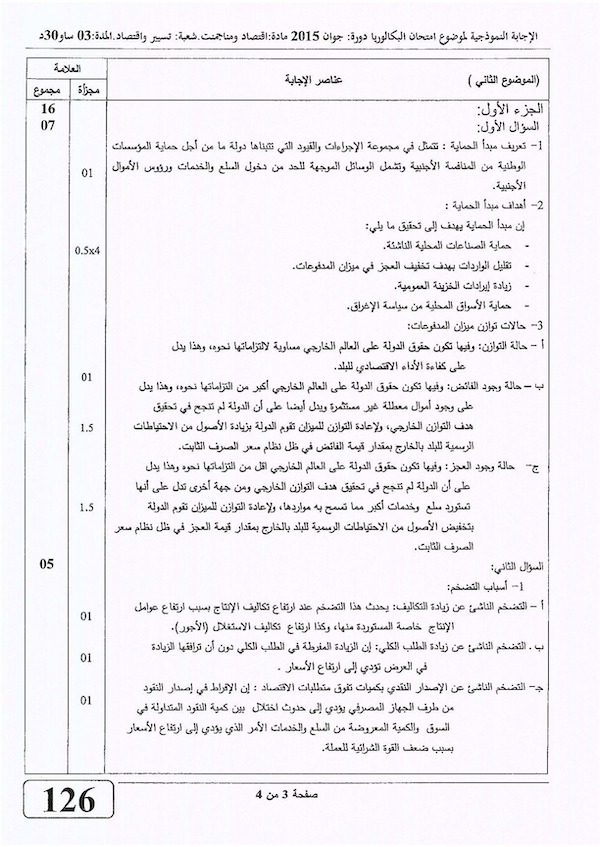 الإجابة النموذجية لموضوع امتحان البكالوريا دورة: جوان 2015 مادة:اقتصاد ومناجمنت.شعبة: تسيير واقتصاد.المدة:03 ساو30د
(الموضوع الثاني ) عناصر الإجابة العلامة
مجزأة مجموع
الجزء الأول: 16
السؤال الأول: 07
1- تعريف مبدأ الحماية : تتمثل في مجموعة الإجراءات والقيود التي تتبناها دولة ما من أجل حماية المؤسسات
الوطنية من المنافسة الأجنبية وتشمل الوسائل الموجهة للحد من دخول السلع والخدمات ورؤوس الأموال 01
الأجنبية.
2- أهداف مبدأ الحماية :
إن مبدأ الحماية يهدف إلى تحقيق ما يلي:
- حماية الصناعات المحلية الناشئة. 0.5x4
- تقليل الواردات بهدف تخفيف العجز في ميزان المدفوعات.
- زيادة إيرادات الخزينة العمومية.
- حماية الأسواق المحلية من سياسة الإغراق.
3- حالات توازن ميزان المدفوعات:
أ - حالة التوازن: وفيها تكون حقوق الدولة على العالم الخارجي مساوية لالتزاماتها نحوه، وهذا يدل
على كفاءة الأداء الاقتصادي للبلد. 01
ب – حالة وجود الفائض: وفيها تكون حقوق الدولة على العالم الخارجي أكبر من التزاماتها نحوه، وهذا يدل
على وجود أموال معطلة غير مستثمرة ويدل أيضا على أن الدولة لم تنجح في تحقيق
هدف التوازن الخارجي، ولإعادة التوازن للميزان تقوم الدولة بزيادة الأصول من الاحتياطات 1.5
الرسمية للبلد بالخارج بمقدار قيمة الفائض في ظل نظام سعر الصرف الثابت.
ج- حالة وجود العجز: وفيها تكون حقوق الدولة على العالم الخارجي اقل من التزاماتها نحوه وهذا يدل
على أن الدولة لم تنجح في تحقيق هدف التوازن الخارجي ومن جهة أخرى تدل على أنها
تستورد سلع وخدمات أكبر مما تسمح به مواردها، ولإعادة التوازن للميزان تقوم الدولة 1.5
بتخفيض الأصول من الاحتياطات الرسمية للبلد بالخارج بمقدار قيمة العجز في ظل نظام سعر
الصرف الثابت.
السؤال الثاني: 05
1- أسباب التضخم:
أ - التضخم الناشئ عن زيادة التكاليف: يحدث هذا التضخم عند ارتفاع تكاليف الإنتاج بسبب ارتفاع عوامل
الإنتاج خاصة المستوردة منها، وكذا ارتفاع تكاليف الاستغلال (الأجور). 01
ب . التضخم الناشئ عن زيادة الطلب الكلي: إن الزيادة المفرطة في الطلب الكلي دون أن ترافقها الزيادة
في العرض تؤدي إلى ارتفاع الأسعار . 01
ج- التضخم الناشئ عن الإصدار النقدي بكميات تفوق متطلبات الاقتصاد : إن الإفراط في إصدار النقود
من طرف الجهاز المصرفي يؤدي إلى حدوث اختلال بين كمية النقود المتداولة في 01
السوق والكمية المعروضة من السلع والخدمات الأمر الذي يؤدي إلى ارتفاع الأسعار
بسبب ضعف القوة الشرائية للعملة.
صفحة 3 من 4
126